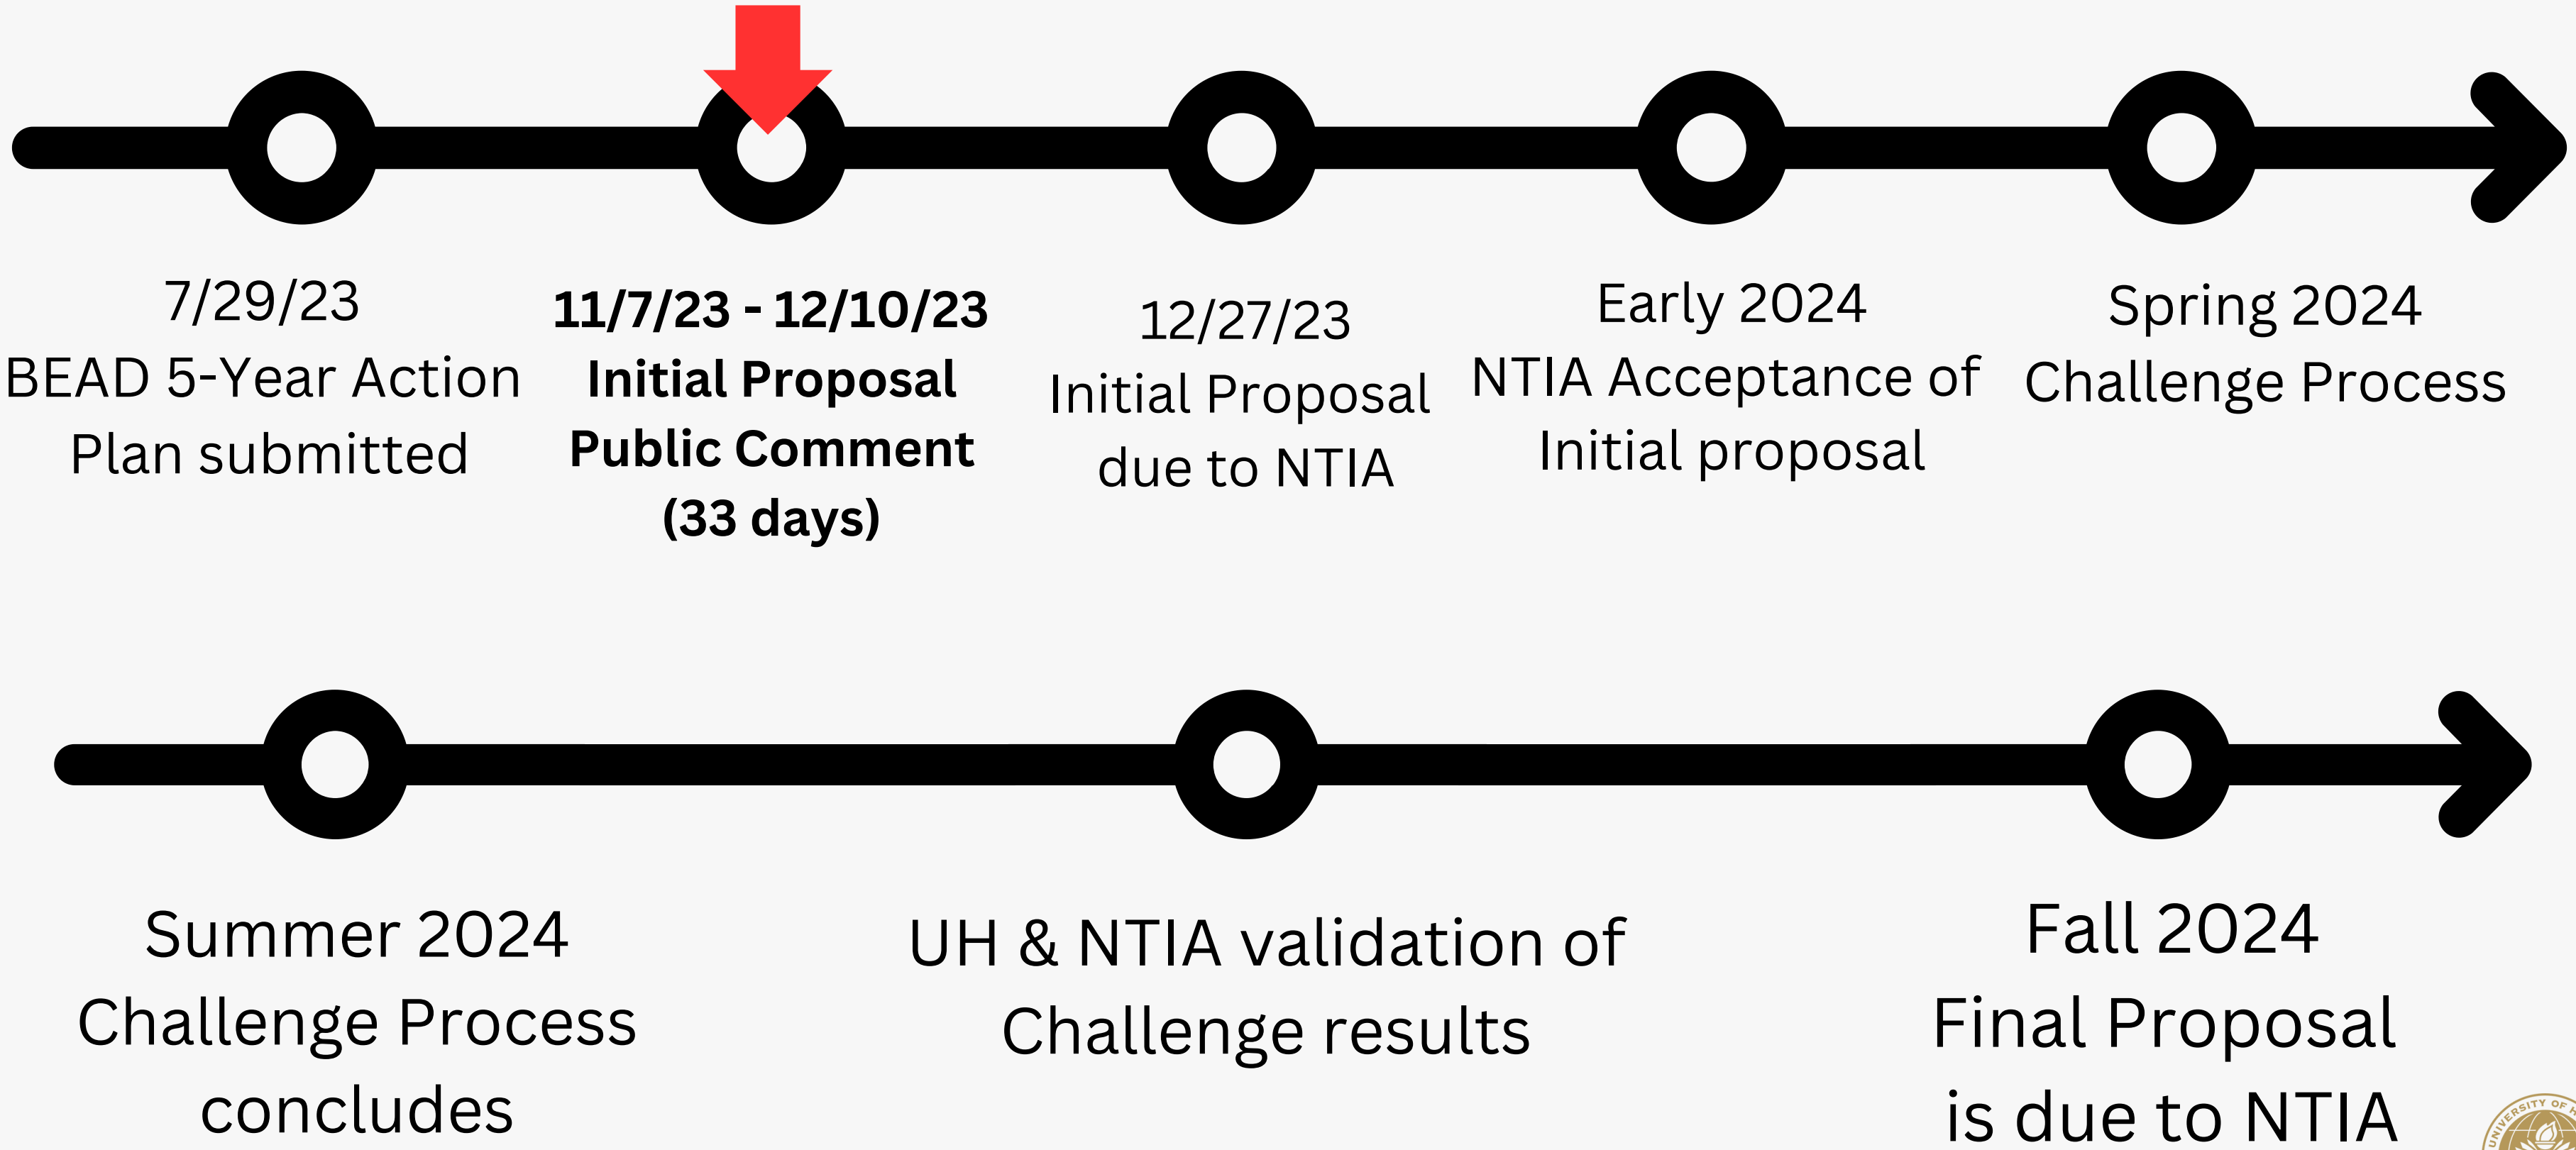 7/29/23
BEAD 5-Year Action
Plan submitted
11/7/23 - 12/10/23
Initial Proposal
Public Comment
(33 days)
12/27/23
Initial Proposal
due to NTIA
Early 2024
NTIA Acceptance of
Initial proposal
Spring 2024
Challenge Process
Summer 2024
Challenge Process
concludes
UH & NTIA validation of
Challenge results
Fall 2024
Final Proposal
is due to NTIA
UNIVERSITY OF